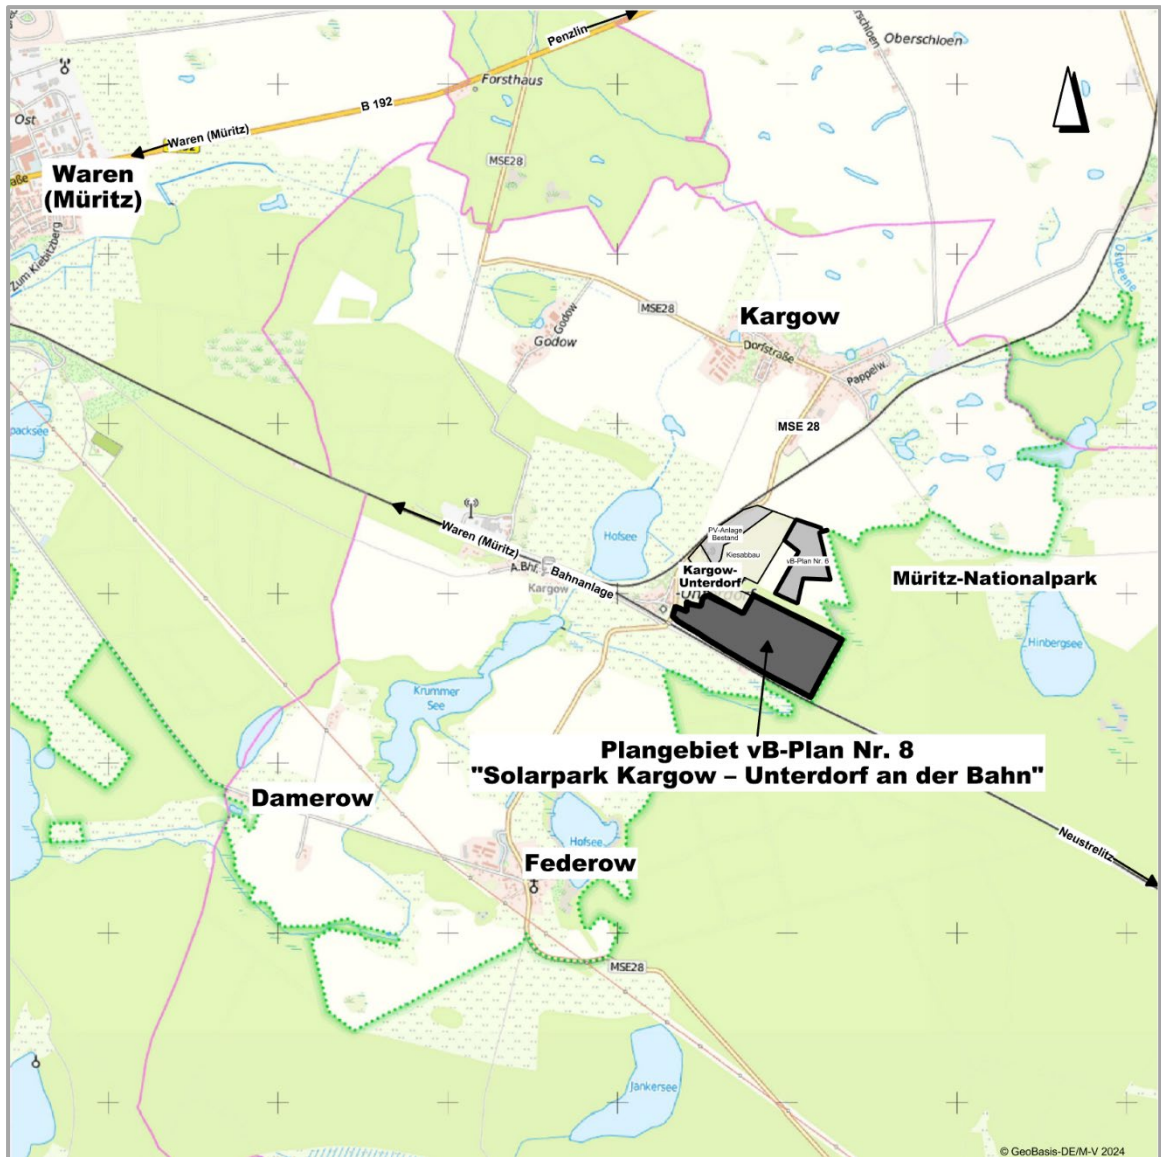 Penzlin
Oberschloen
Oberschloen
Forsthaus
Ost
B 192
Waren (Müritz)
MSE28
Waren
(Müritz)
Zum Kiebitzberg
Ostpeene
MSE28
Kargow
Godow
Godow
Dorfstraße
Pappelw.
MSE 28
Waren (Müritz)
Hofsee
PV-Anlage
Bestand
Kiesabbau
vB-Plan Nr. 6
A.Bhf.
Kargow
Bahnanlage
Kargow-
Unterdorf
Müritz-Nationalpark
Hinbergsee
Krummer
See
Plangebiet vB-Plan Nr. 8
"Solarpark Kargow – Unterdorf an der Bahn"
Damerow
Hofsee
Federow
Neustrelitz
MSE28
Jankersee
© GeoBasis-DE/M-V 2024